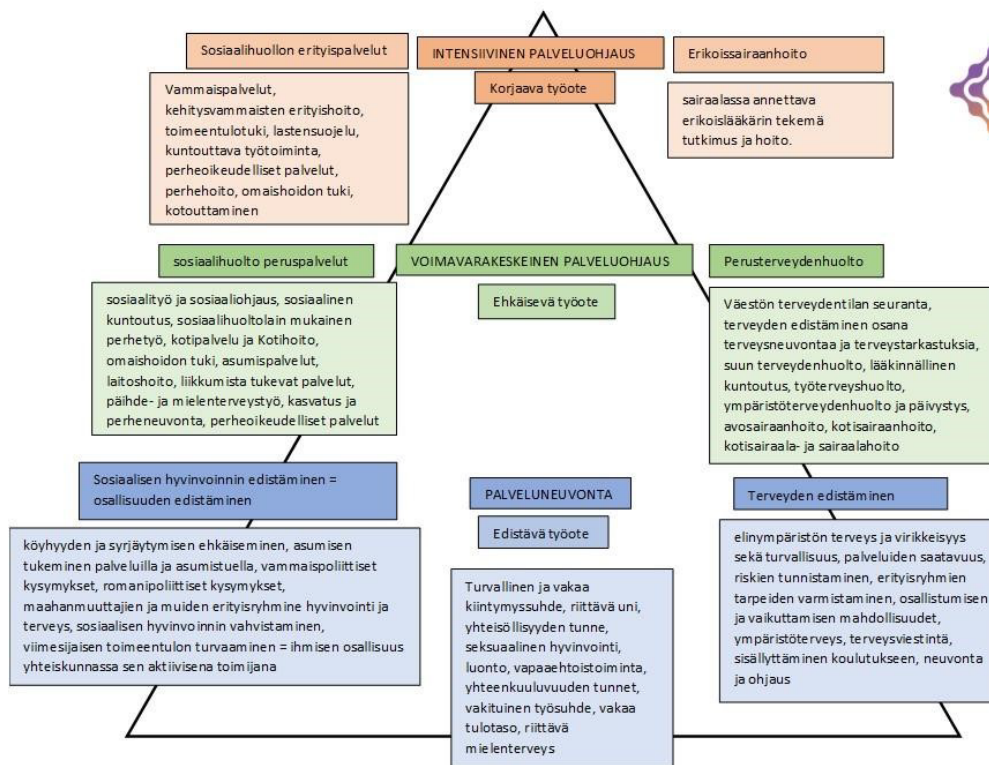 Sosiaalihuollon erityispalvelut
INTENSIIVINEN PALVELUOHJAUS
Erikoissairaanhoito
Korjaava työote
Vammaispalvelut,
kehitysvammaisten erityishoito,
toimeentulotuki, lastensuojelu,
kuntouttava työtoiminta,
perheoikeudelliset palvelut,
perhehoito, omaishoidon tuki,
kotouttaminen
sairaalassa annettava
erikoislääkärin tekemä
tutkimus ja hoito.
sosiaalihuolto peruspalvelut
VOIMAVARAKESKEINEN PALVELUOHJAUS
Perusterveydenhuolto
Ehkäisevä työote
sosiaalityö ja sosiaaliohjaus, sosiaalinen
kuntoutus, sosiaalihuoltolain mukainen
perhetyö, kotipalvelu ja Kotihoito,
omaishoidon tuki, asumispalvelut,
laitoshoito, liikkumista tukevat palvelut,
päihde- ja mielenterveystyö, kasvatus ja
perheneuvonta, perheoikeudelliset palvelut
Väestön terveydentilan seuranta,
terveyden edistäminen osana
terveysneuvontaa ja terveystarkastuksia,
suun terveydenhuolto, lääkinnällinen
kuntoutus, työterveyshuolto,
ympäristöterveydenhuolto ja päivystys,
avosairaanhoito, kotisairaanhoito,
kotisairaala- ja sairaalahoito
Sosiaalisen hyvinvoinnin edistäminen =
osallisuuden edistäminen
PALVELUNEUVONTA
Terveyden edistäminen
Edistävä työote
köyhyyden ja syrjäytymisen ehkäiseminen, asumisen
tukeminen palveluilla ja asumistuella, vammaispoliittiset
kysymykset, romanipoliittiset kysymykset,
maahanmuuttajien ja muiden erityisryhmine hyvinvointi ja
terveys, sosiaalisen hyvinvoinnin vahvistaminen,
viimesijaisen toimeentulon turvaaminen = ihmisen osallisuus
yhteiskunnassa sen aktiivisena toimijana
Turvallinen ja vakaa
kiintymyssuhde, riittävä uni,
yhteisöllisyyden tunne,
seksuaalinen hyvinvointi,
luonto, vapaaehtoistoiminta,
yhteenkuuluvuuden tunnet,
vakituinen työsuhde, vakaa
tulotaso, riittävä
mielenterveys
elinympäristön terveys ja virikkeisyys
sekä turvallisuus, palveluiden saatavuus,
riskien tunnistaminen, erityisryhmien
tarpeiden varmistaminen, osallistumisen
ja vaikuttamisen mahdollisuudet,
ympäristöterveys, terveysviestintä,
sisällyttäminen koulutukseen, neuvonta
ja ohjaus